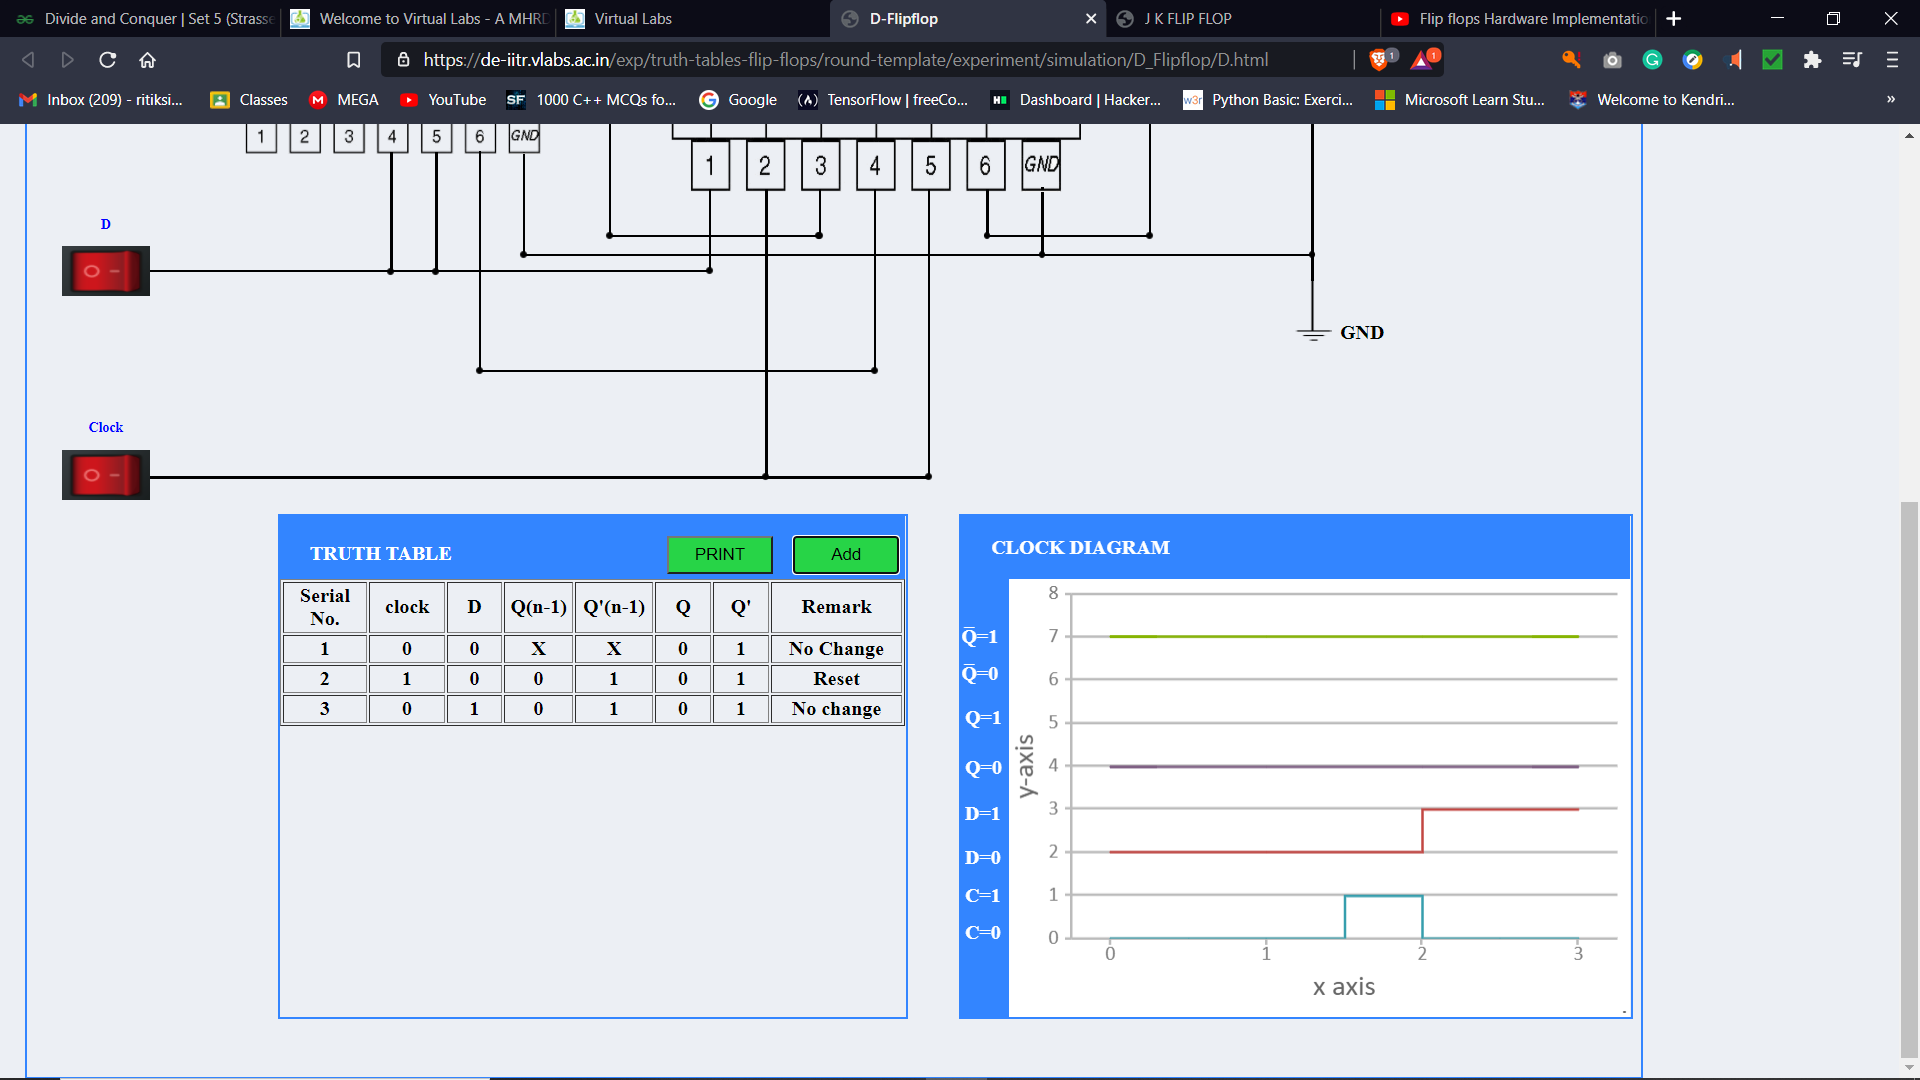 Divide and Conquer | Set 5 (Strasse
Welcome to Virtual Labs - A MHRD
Virtual Labs
D-Flipflop
J K FLIP FLOP
Flip flops Hardware Implementatio
https://de-iitr.vlabs.ac.in/exp/truth-tables-flip-flops/round-template/experiment/simulation/D_Flipflop/D.html
1 1
Inbox (209) - ritiksi...
Classes
MEGA
YouTube
SF 1000 C++ MCQs fo...
Google
TensorFlow | freeCo...
Dashboard | Hacker...
w3r Python Basic: Exerci...
Microsoft Learn Stu...
Welcome to Kendri...
»
1 2 3 4 5 6 GND
1 2 3 4 5 6 GND
D
GND
Clock
TRUTH TABLE PRINT Add
Serial No. clock D Q(n-1) Q'(n-1) Q Q' Remark
1 0 0 X X 0 1 No Change
2 1 0 0 1 0 1 Reset
3 0 1 0 1 0 1 No change
CLOCK DIAGRAM
Q̅=1
Q̅=0
Q=1
Q=0
D=1
D=0
C=1
C=0
y-axis
8
7
6
5
4
3
2
1
0
0 1 2 3
x axis